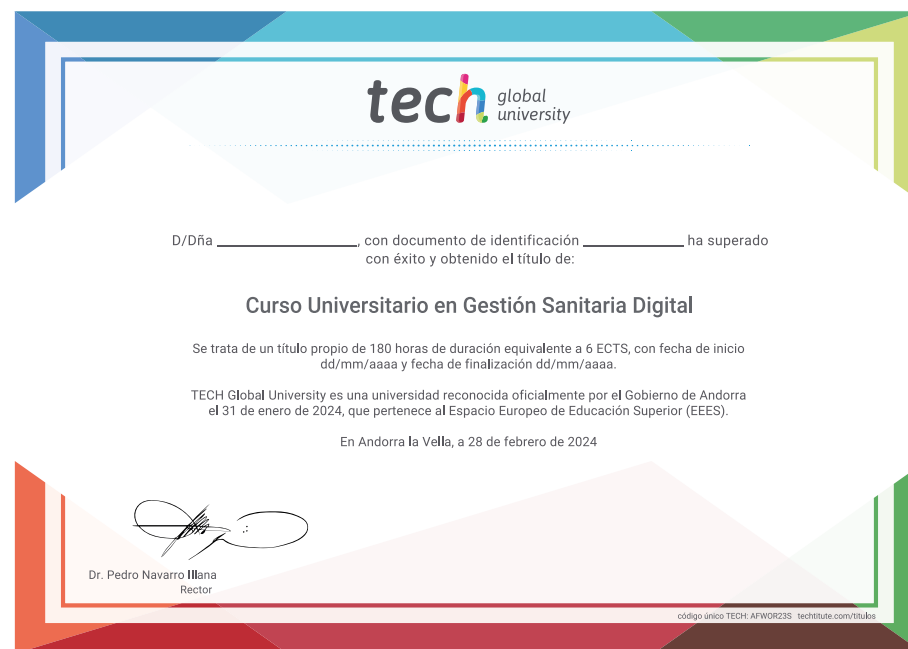 tech global
university
D/Dña ______________, con documento de identificación __________ ha superado
con éxito y obtenido el título de:
Curso Universitario en Gestión Sanitaria Digital
Se trata de un título propio de 180 horas de duración equivalente a 6 ECTS, con fecha de inicio
dd/mm/aaaa y fecha de finalización dd/mm/aaaa.
TECH Global University es una universidad reconocida oficialmente por el Gobierno de Andorra
el 31 de enero de 2024, que pertenece al Espacio Europeo de Educación Superior (EEES).
En Andorra la Vella, a 28 de febrero de 2024
Dr. Pedro Navarro Illana
Rector
código único TECH: AFWOR23S techtitute.com/titulos